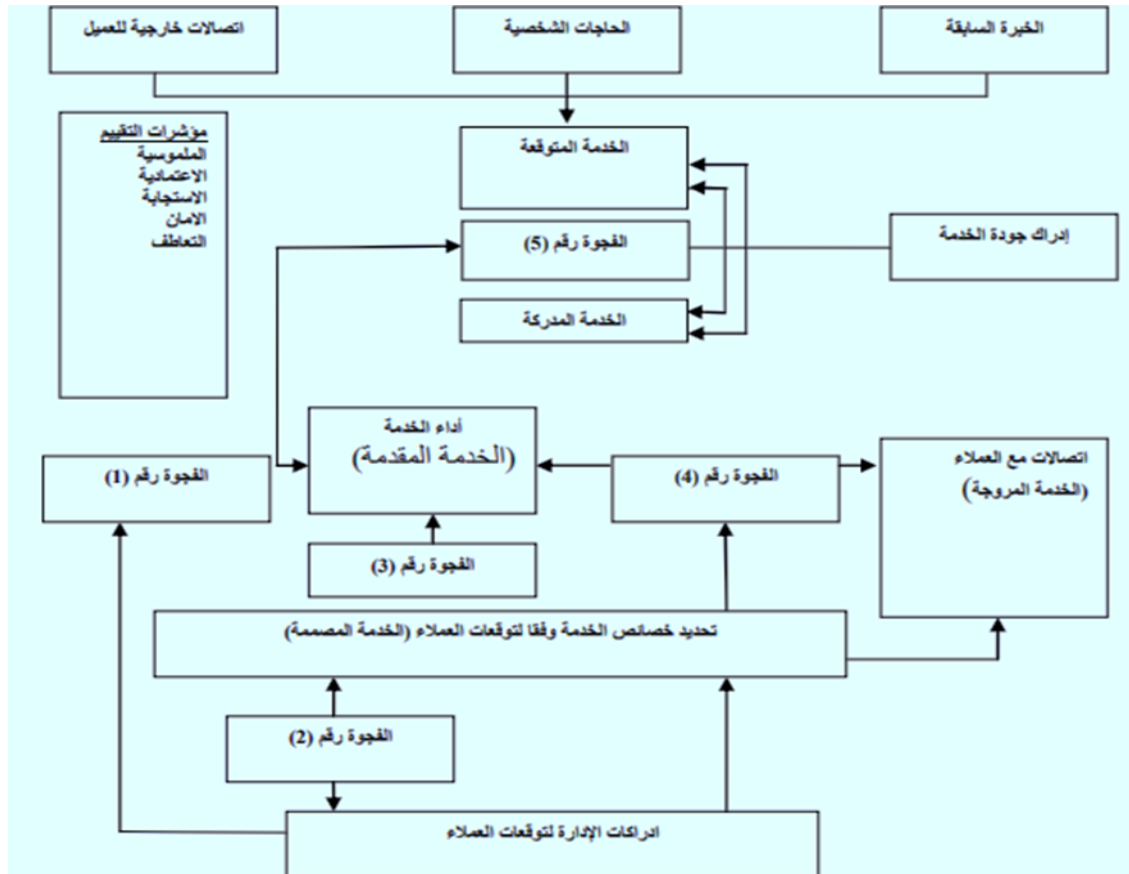 الخبرة السابقة
الحاجات الشخصية
اتصالات خارجية للعميل
مؤشرات التقييم
الملموسية
الاعتمادية
الاستجابة
الامان
التعاطف
الخدمة المتوقعة
الفجوة رقم (5)
إدراك جودة الخدمة
الخدمة المدركة
أداء الخدمة
(الخدمة المقدمة)
اتصالات مع العملاء
(الخدمة المروجة)
الفجوة رقم (4)
الفجوة رقم (1)
الفجوة رقم (3)
تحديد خصائص الخدمة وفقا لتوقعات العملاء (الخدمة المصممة)
الفجوة رقم (2)
ادراكات الإدارة لتوقعات العملاء